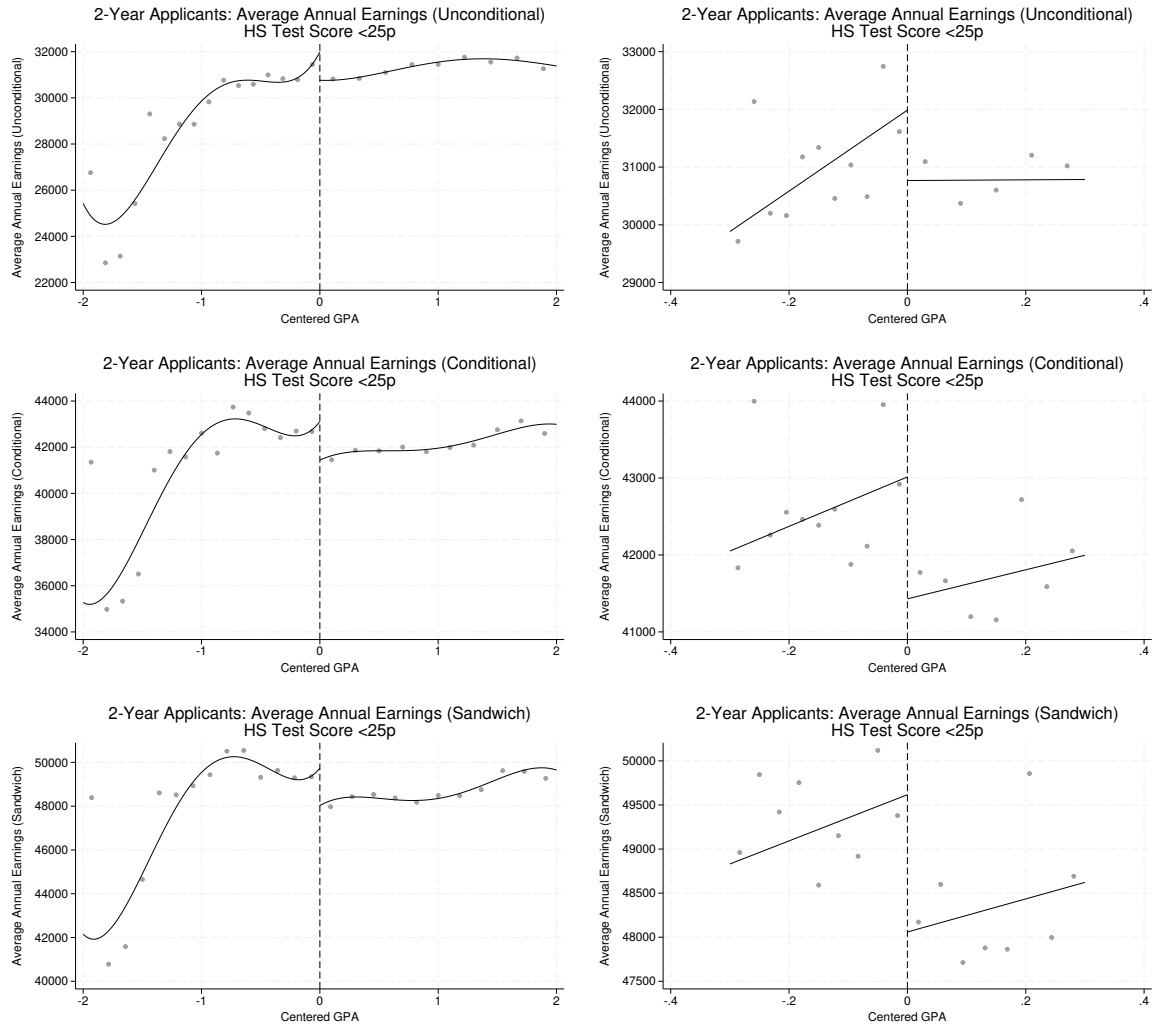 2-Year Applicants: Average Annual Earnings (Unconditional)
HS Test Score <25p
Average Annual Earnings (Unconditional)
32000
30000
28000
26000
24000
22000
-2
-1
0
1
2
Centered GPA
2-Year Applicants: Average Annual Earnings (Unconditional)
HS Test Score <25p
Average Annual Earnings (Unconditional)
33000
32000
31000
30000
29000
-.4
-.2
0
.2
.4
Centered GPA
2-Year Applicants: Average Annual Earnings (Conditional)
HS Test Score <25p
Average Annual Earnings (Conditional)
44000
42000
40000
38000
36000
34000
-2
-1
0
1
2
Centered GPA
2-Year Applicants: Average Annual Earnings (Conditional)
HS Test Score <25p
Average Annual Earnings (Conditional)
44000
43000
42000
41000
-.4
-.2
0
.2
.4
Centered GPA
2-Year Applicants: Average Annual Earnings (Sandwich)
HS Test Score <25p
Average Annual Earnings (Sandwich)
50000
48000
46000
44000
42000
40000
-2
-1
0
1
2
Centered GPA
2-Year Applicants: Average Annual Earnings (Sandwich)
HS Test Score <25p
Average Annual Earnings (Sandwich)
50000
49500
49000
48500
48000
47500
-.4
-.2
0
.2
.4
Centered GPA